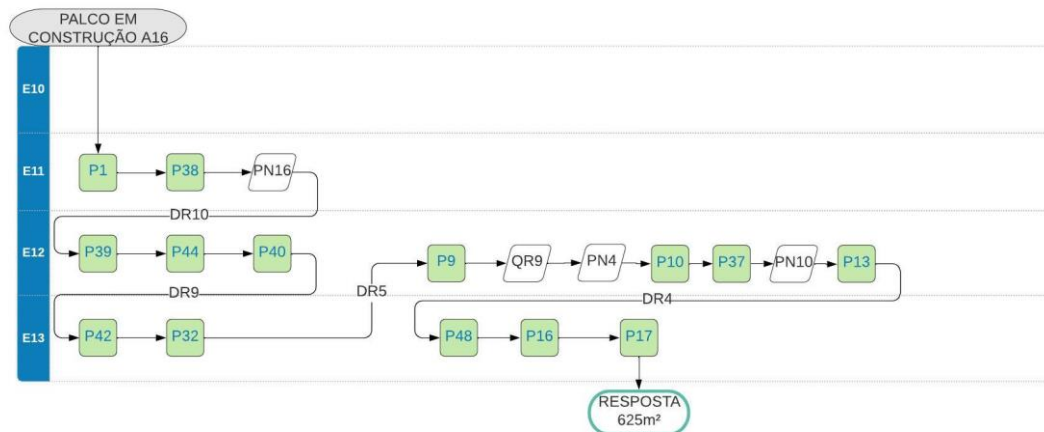 PALCO EM
CONSTRUÇÃO A16
E10
E11
P1
P38
PN16
DR10
E12
P39
P44
P40
P9
QR9
PN4
P10
P37
PN10
P13
DR9
DR5
DR4
E13
P42
P32
P48
P16
P17
RESPOSTA
625m²